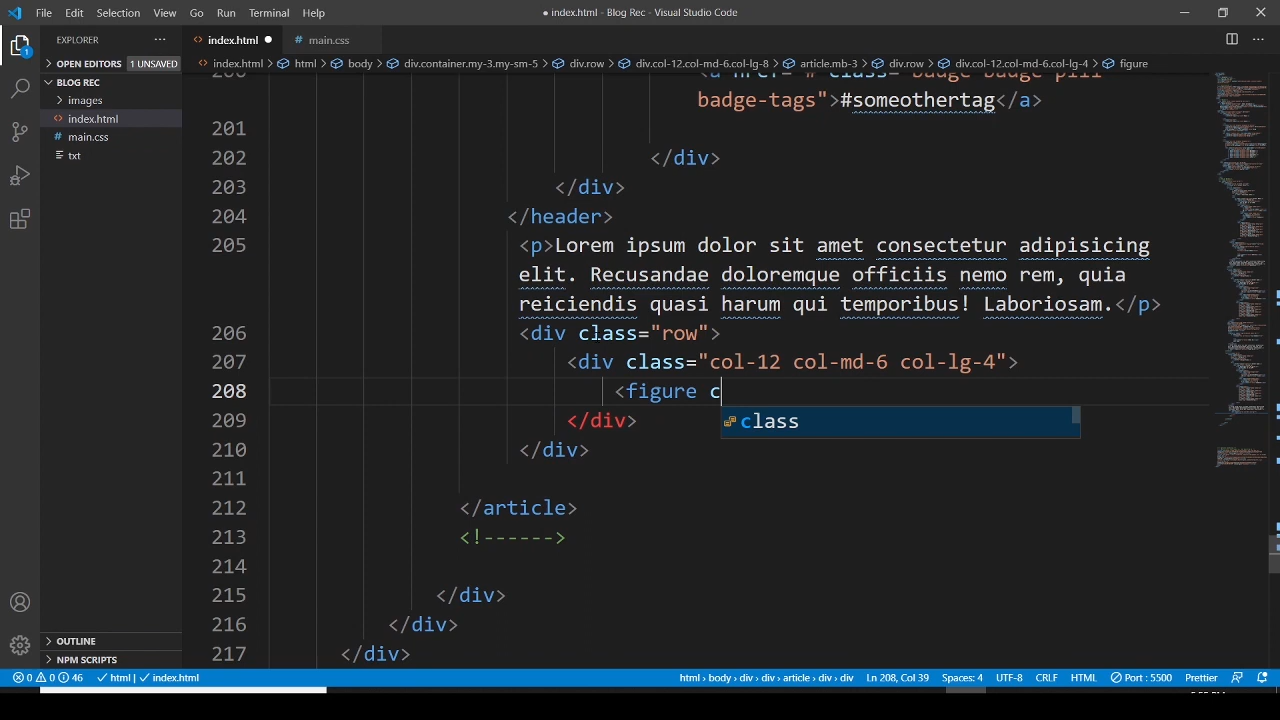 File Edit Selection View Go Run Terminal Help
● index.html - Blog Rec - Visual Studio Code
EXPLORER
index.html ● main.css
OPEN EDITORS 1 UNSAVED
index.html > html > body > div.container.my-3.my-sm-5 > div.row > div.col-12.col-md-6.col-lg-8 > article.mb-3 > div.row > div.col-12.col-md-6.col-lg-4 > figure
BLOG REC
images
index.html
main.css
txt
1
badge-tags">#someothertag</a>
201
202 </div>
203 </div>
204 </header>
205 <p>Lorem ipsum dolor sit amet consectetur adipisicing
elit. Recusandae doloremque officiis nemo rem, quia
reiciendis quasi harum qui temporibus! Laboriosam.</p>
206 <div class="row">
207 <div class="col-12 col-md-6 col-lg-4">
208 <figure c
class
209 </div>
210 </div>
211
212 </article>
213 <!------>
214
215 </div>
216 </div>
217 </div>
OUTLINE
NPM SCRIPTS
0 0 46 html | index.html
html › body › div › div › article › div › div Ln 208, Col 39 Spaces: 4 UTF-8 CRLF HTML Port : 5500 Prettier